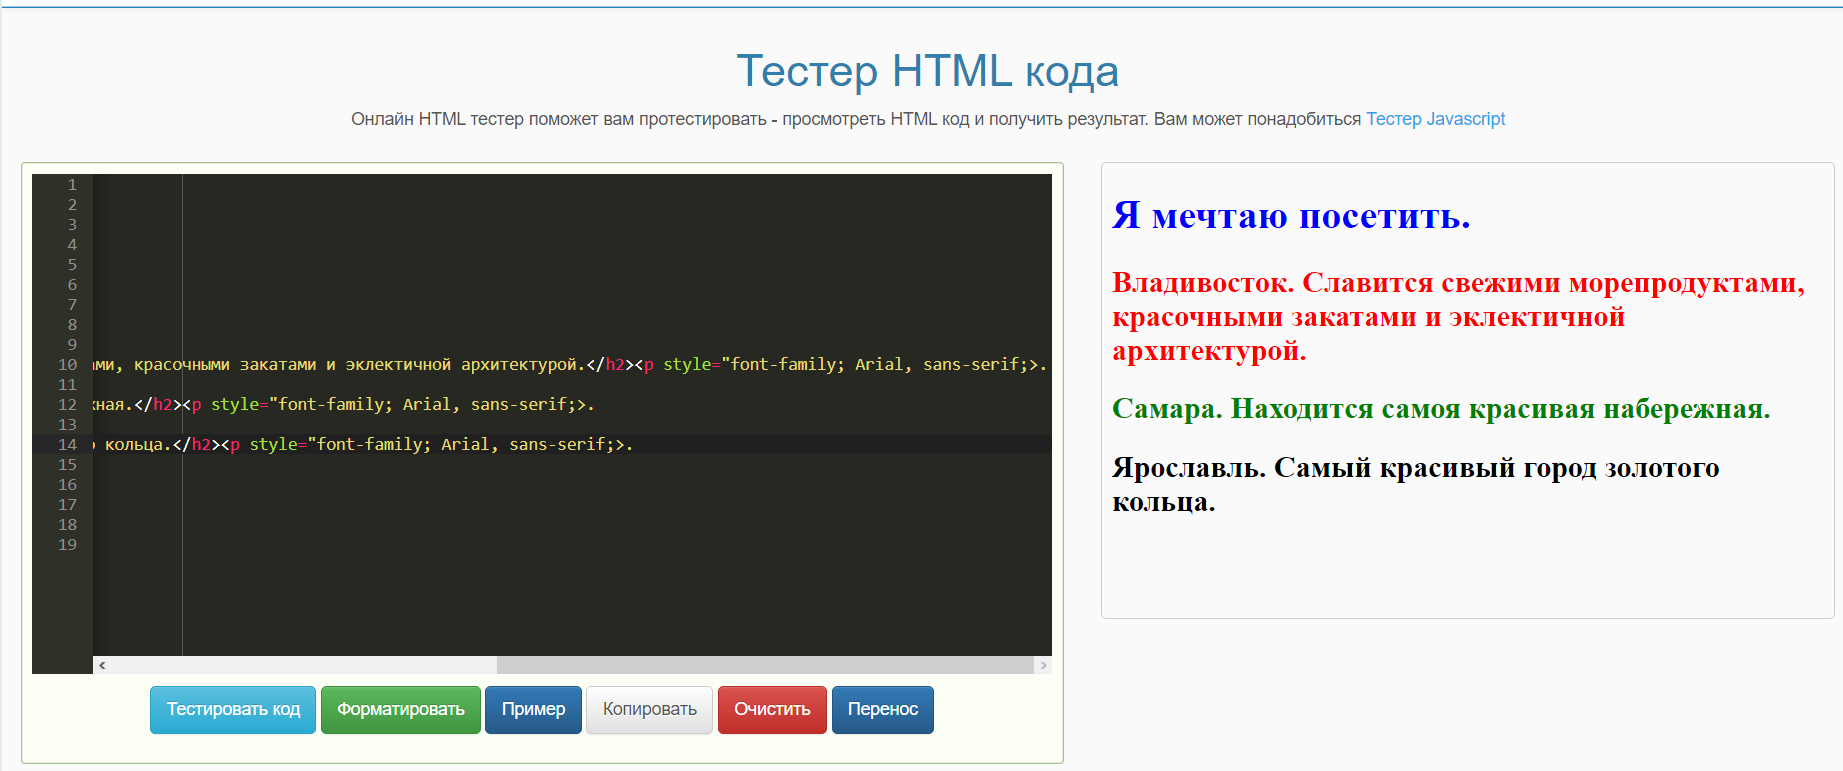 Тестер HTML кода
Онлайн HTML тестер поможет вам протестировать - просмотреть HTML код и получить результат. Вам может понадобиться Тестер Javascript
1
2
3
4
5
6
7
8
9
10 ами, красочными закатами и эклектичной архитектурой.</h2><p style="font-family; Arial, sans-serif;>.
11
12 жная.</h2><p style="font-family; Arial, sans-serif;>.
13
14 о кольца.</h2><p style="font-family; Arial, sans-serif;>.
15
16
17
18
19
Тестировать код Форматировать Пример Копировать Очистить Перенос
Я мечтаю посетить.
Владивосток. Славится свежими морепродуктами,
красочными закатами и эклектичной
архитектурой.
Самара. Находится самоя красивая набережная.
Ярославль. Самый красивый город золотого
кольца.